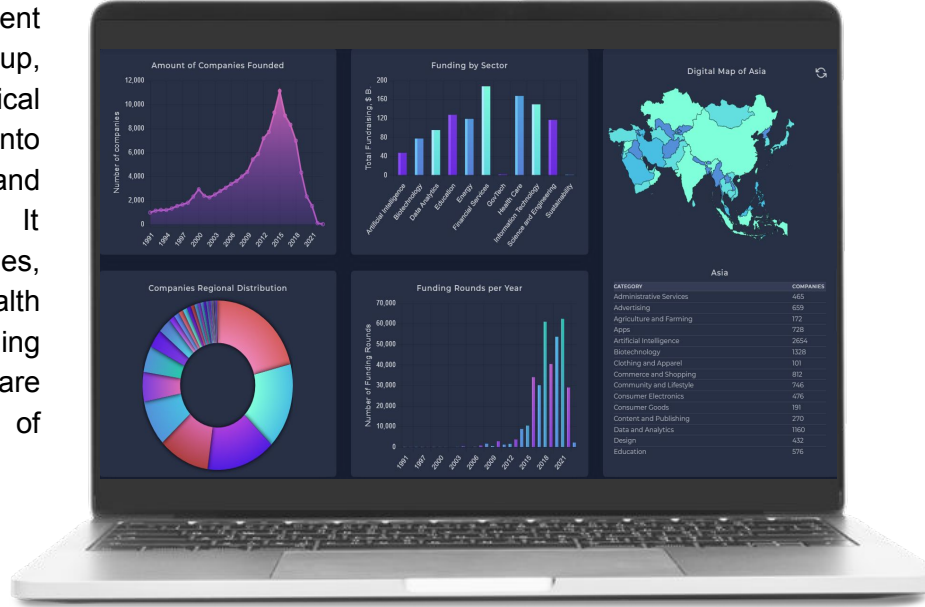 ent
up,
ical
nto
and
It
es,
alth
ing
are
of
Amount of Companies Founded
Number of companies
12,000
10,000
8,000
6,000
4,000
2,000
0
1991
1994
1997
2000
2003
2006
2009
2012
2015
2018
2021
Funding by Sector
Total Fundraising, $ B.
200
160
120
80
40
0
Artificial Intelligence
Biotechnology
Data Analytics
Education
Energy
Financial Services
GovTech
Health Care
Information Technology
Science and Engineering
Sustainability
Digital Map of Asia
Companies Regional Distribution
Funding Rounds per Year
Number of Funding Rounds
70,000
60,000
50,000
40,000
30,000
20,000
10,000
0
1991
1997
2000
2003
2006
2009
2012
2015
2018
2021
Asia
CATEGORY COMPANIES
Administrative Services 465
Advertising 659
Agriculture and Farming 172
Apps 728
Artificial Intelligence 2654
Biotechnology 1328
Clothing and Apparel 101
Commerce and Shopping 812
Community and Lifestyle 746
Consumer Electronics 476
Consumer Goods 191
Content and Publishing 270
Data and Analytics 1160
Design 432
Education 576